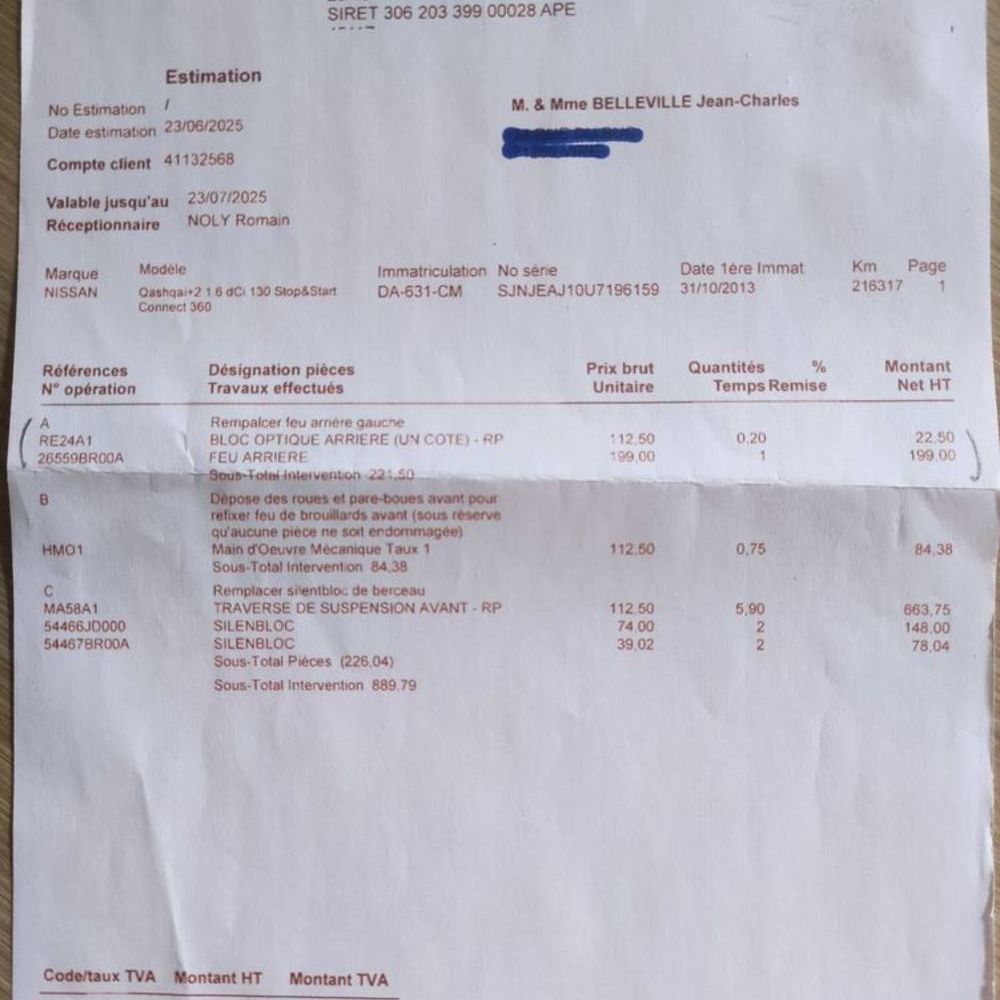 SIRET 306 203 399 00028 APE
Estimation
No Estimation /
Date estimation 23/06/2025
Compte client 41132568
Valable jusqu'au 23/07/2025
Réceptionnaire NOLY Romain
M. & Mme BELLEVILLE Jean-Charles
Marque Modèle Immatriculation No série Date 1ère Immat Km Page
NISSAN Qashqai+2 1.6 dCi 130 Stop&Start DA-631-CM SJNJEAJ10U7196159 31/10/2013 216317 1
Connect 360
Références Désignation pièces Prix brut Quantités % Montant
N° opération Travaux effectués Unitaire Temps Remise Net HT
A Rempalcer feu arrière gauche
RE24A1 BLOC OPTIQUE ARRIERE (UN COTE) - RP 112,50 0,20 22,50
26559BR00A FEU ARRIERE 199,00 1 199,00
Sous-Total Intervention 221,50
B Dépose des roues et pare-boues avant pour
refixer feu de brouillards avant (sous réserve
qu'aucune pièce ne soit endommagée)
HMO1 Main d'Oeuvre Mécanique Taux 1 112,50 0,75 84,38
Sous-Total Intervention 84,38
C Remplacer silentbloc de berceau
MA58A1 TRAVERSE DE SUSPENSION AVANT - RP 112,50 5,90 663,75
54466JD000 SILENBLOC 74,00 2 148,00
54467BR00A SILENBLOC 39,02 2 78,04
Sous-Total Pièces (226,04)
Sous-Total Intervention 889,79
Code/taux TVA Montant HT Montant TVA